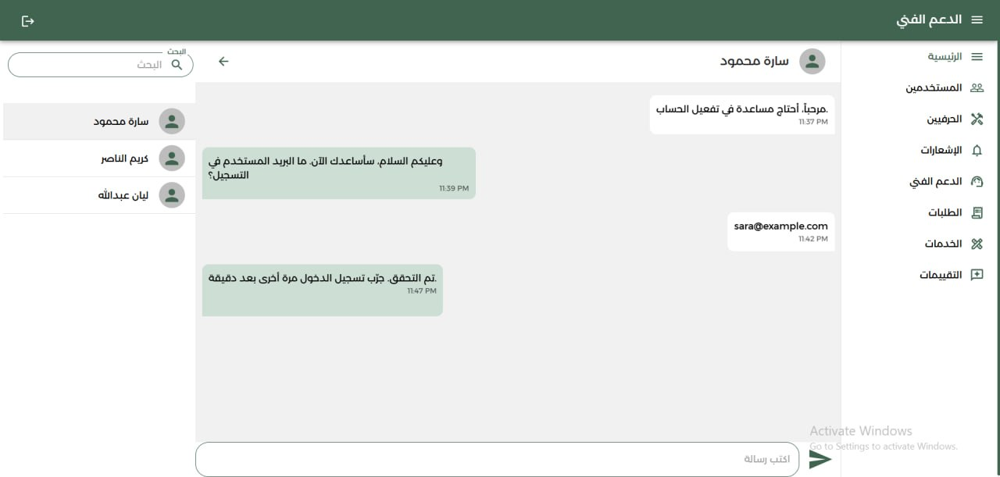 الدعم الفني
الرئيسية
المستخدمين
الحرفيين
الإشعارات
الدعم الفني
الطلبات
الخدمات
التقييمات
سارة محمود
.مرحباً، أحتاج مساعدة في تفعيل الحساب
11:37 PM
وعليكم السلام، سأساعدك الآن. ما البريد المستخدم في
التسجيل؟
11:39 PM
sara@example.com
11:42 PM
.تم التحقق. جرّب تسجيل الدخول مرة أخرى بعد دقيقة
11:47 PM
اكتب رسالة
البحث
البحث
سارة محمود
كريم الناصر
ليان عبدالله
Activate Windows
Go to Settings to activate Windows.